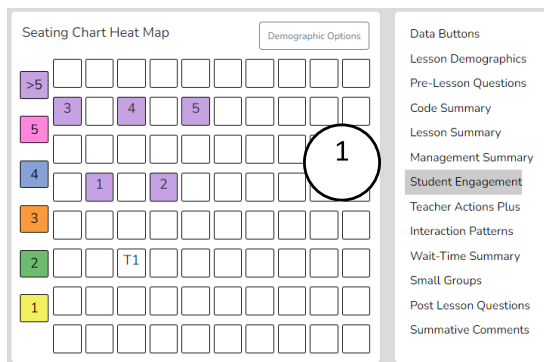 Seating Chart Heat Map
Demographic Options
>5
3 4 5
5
1
4
1 2
3
2
T1
1
Data Buttons
Lesson Demographics
Pre-Lesson Questions
Code Summary
Lesson Summary
Management Summary
Student Engagement
Teacher Actions Plus
Interaction Patterns
Wait-Time Summary
Small Groups
Post Lesson Questions
Summative Comments